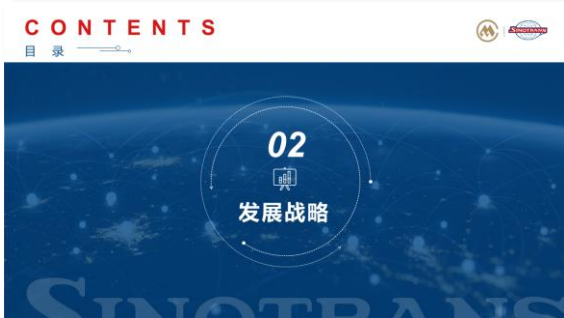 CONTENTS
目 录
SINOTRANS
02
发展战略
SINOTRANS